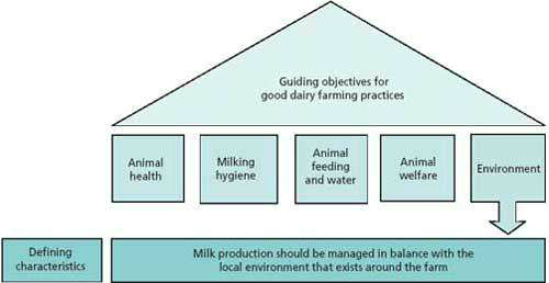 Guiding objectives for
good dairy farming practices
Animal
health
Milking
hygiene
Animal
feeding
and water
Animal
welfare
Environment
Defining
characteristics
Milk production should be managed in balance with the
local environment that exists around the farm